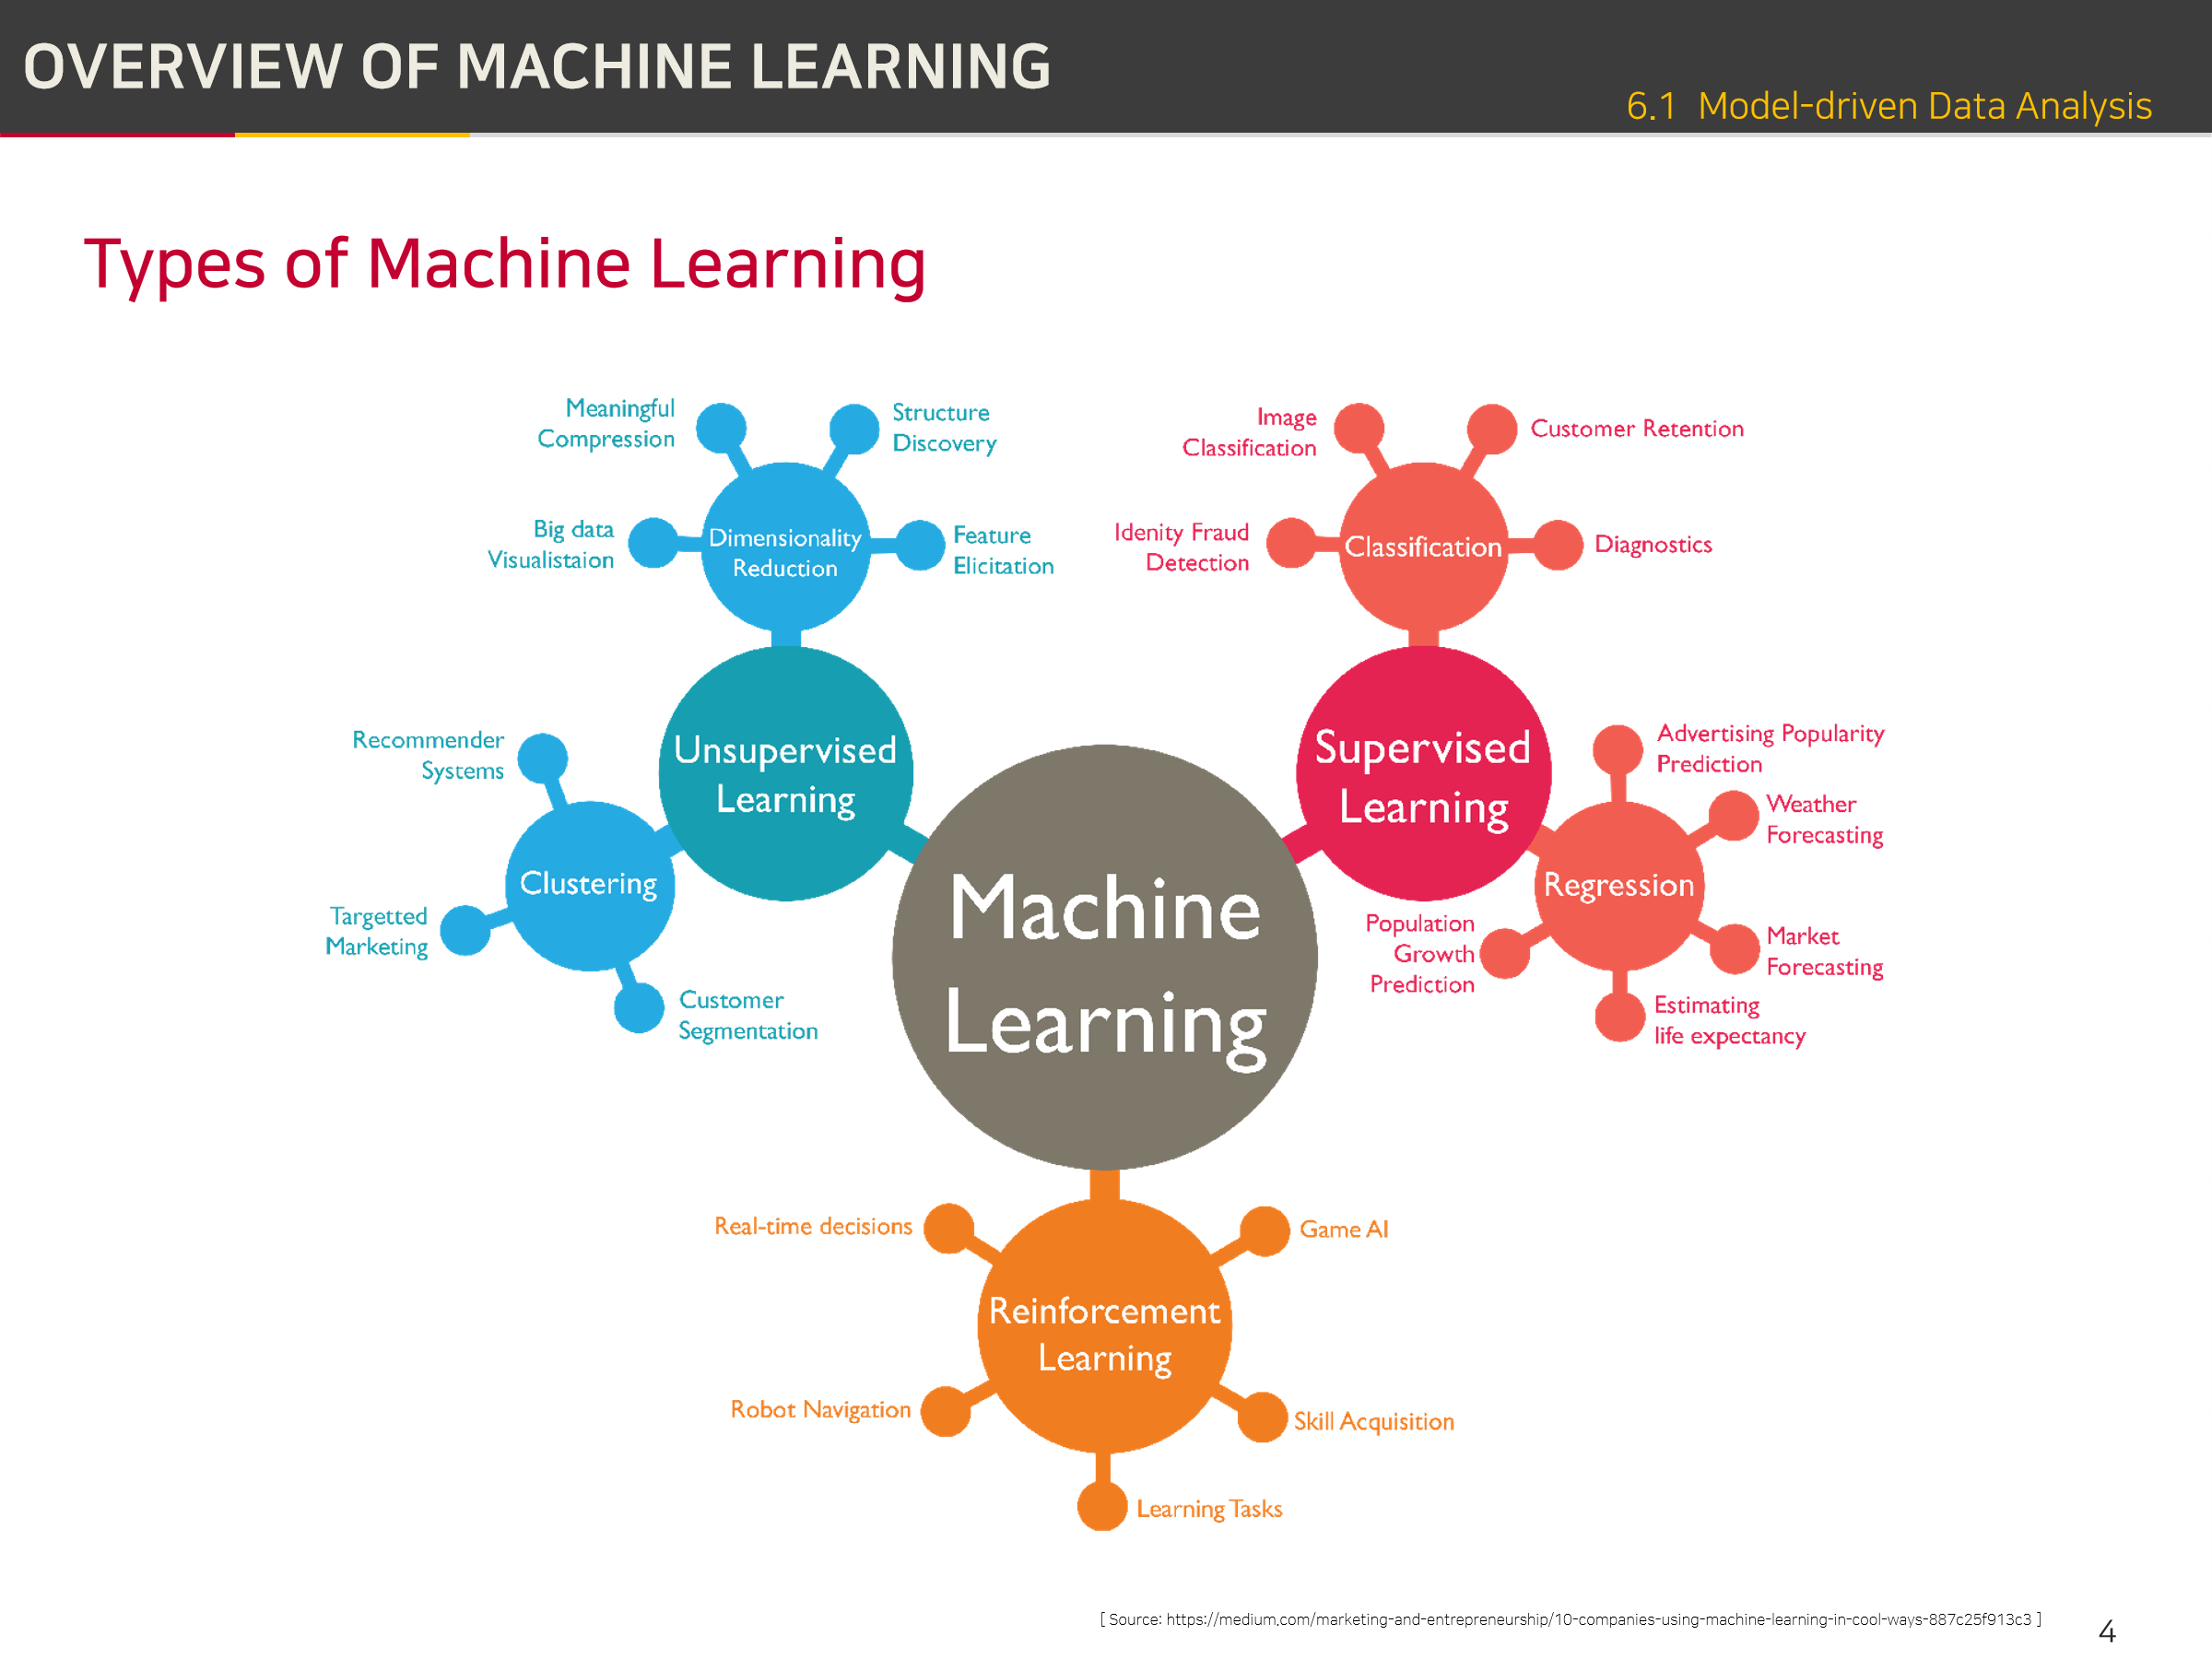 OVERVIEW OF MACHINE LEARNING
6.1 Model-driven Data Analysis
Types of Machine Learning
Meaningful
Compression
Structure
Discovery
Big data
Visualistaion
Dimensionality
Reduction
Feature
Elicitation
Image
Classification
Customer Retention
Idenity Fraud
Detection
Classification
Diagnostics
Recommender
Systems
Unsupervised
Learning
Clustering
Targetted
Marketing
Customer
Segmentation
Machine
Learning
Supervised
Learning
Advertising Popularity
Prediction
Weather
Forecasting
Regression
Population
Growth
Prediction
Market
Forecasting
Estimating
life expectancy
Real-time decisions
Game AI
Reinforcement
Learning
Robot Navigation
Skill Acquisition
Learning Tasks
[ Source: https://medium.com/marketing-and-entrepreneurship/10-companies-using-machine-learning-in-cool-ways-887c25f913c3 ]
4